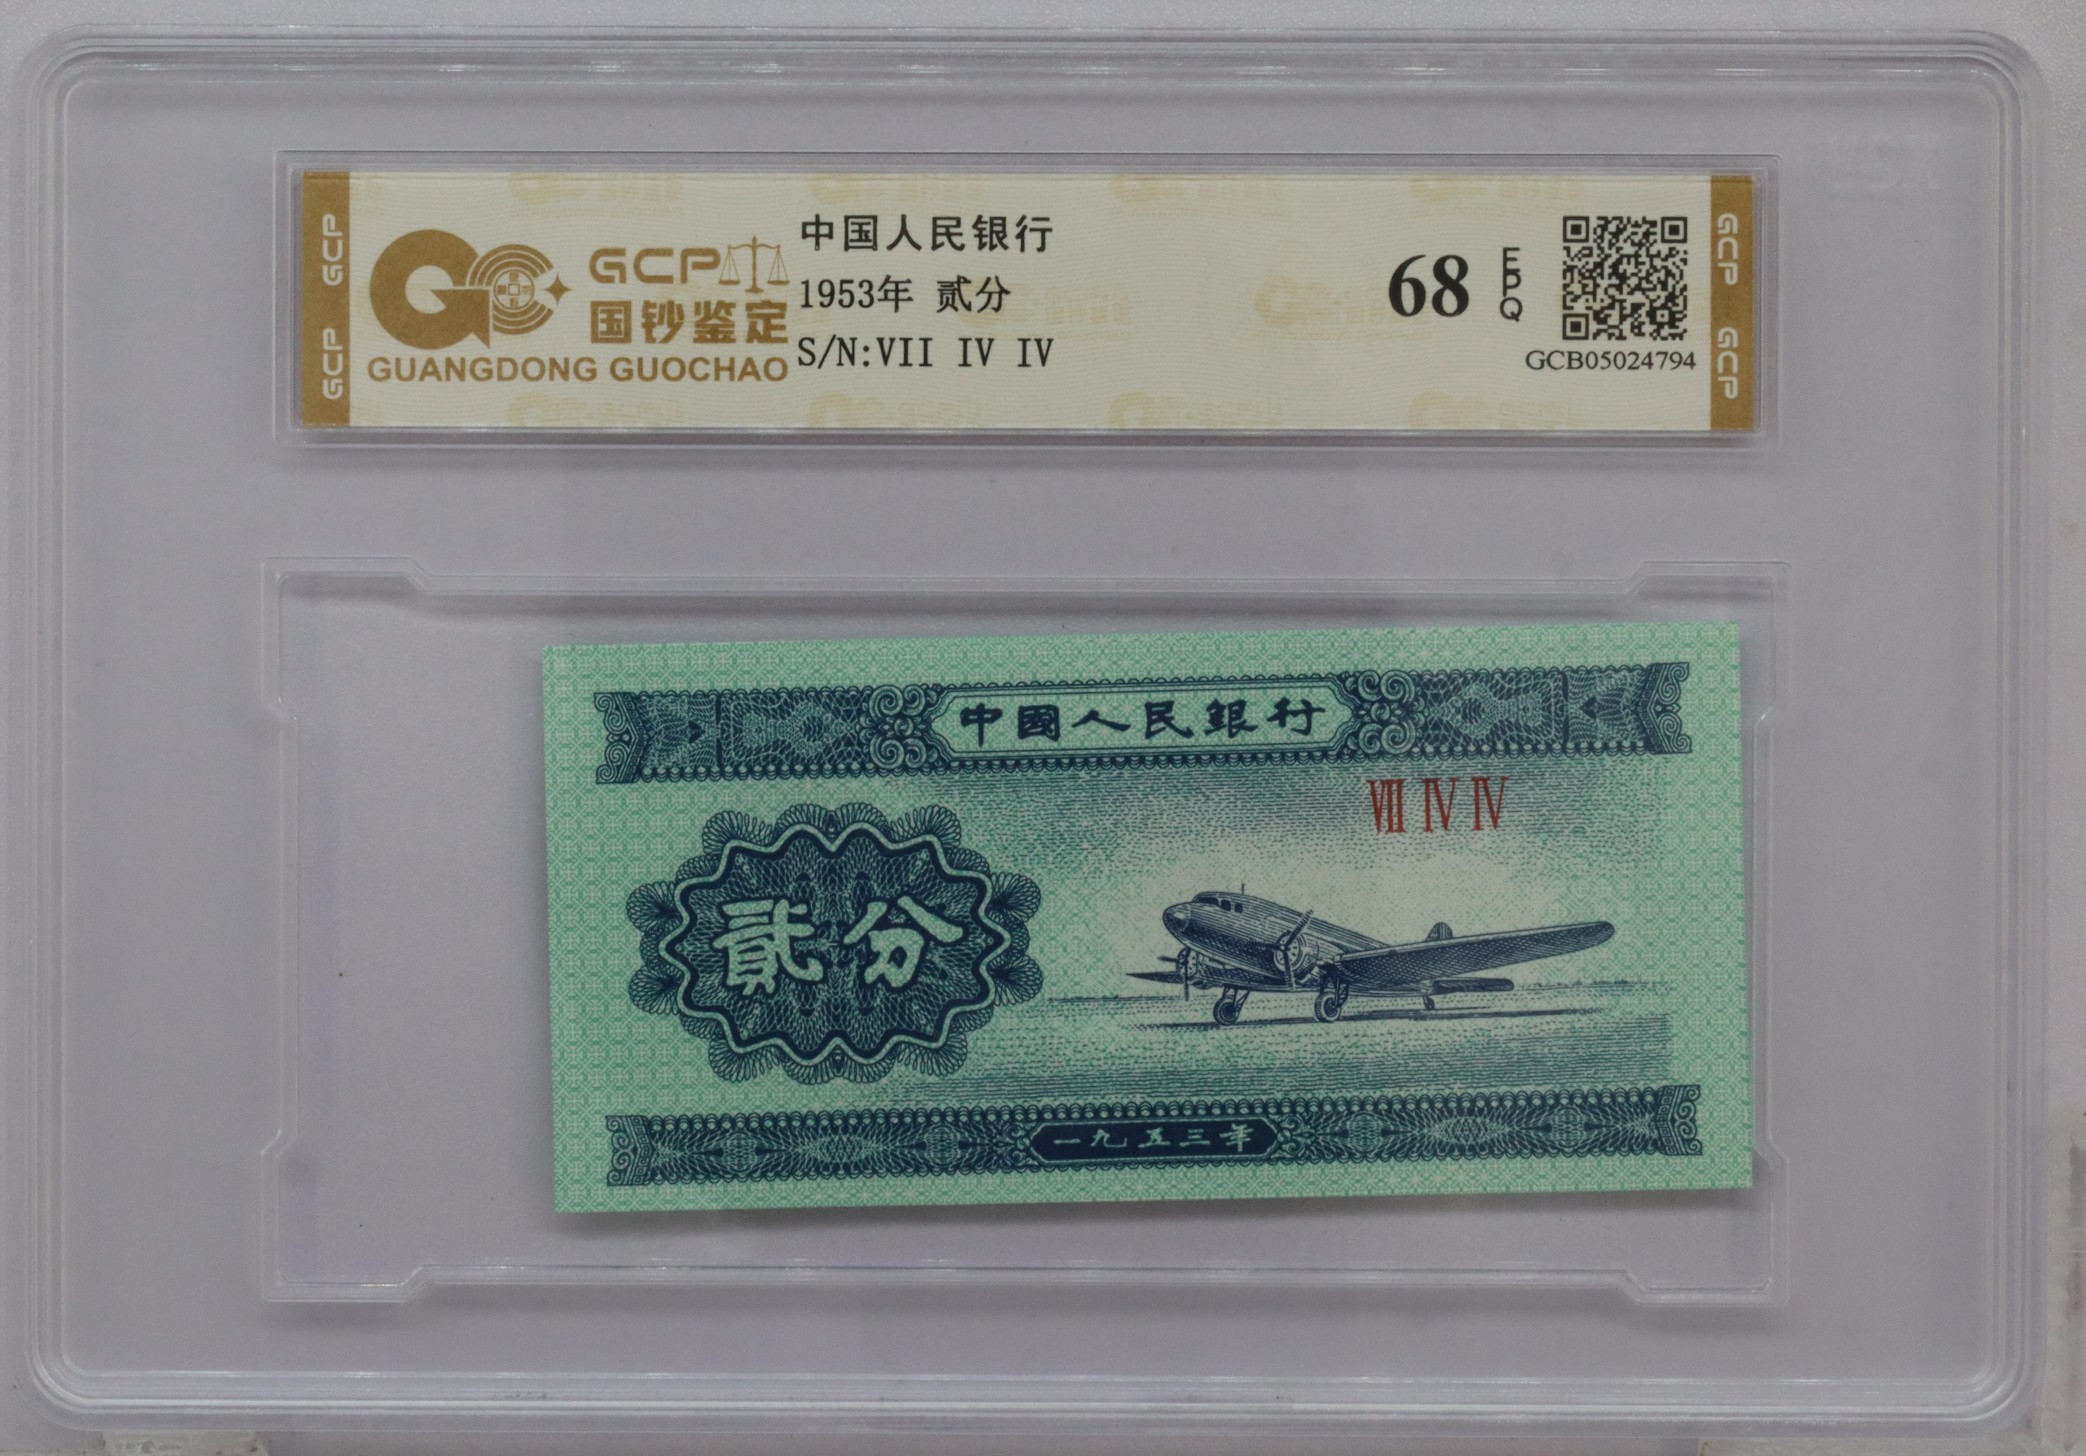 GCP GCP
GCP
国钞鉴定
GUANGDONG GUOCHAO
中国人民银行
1953年 贰分
S/N:VII IV IV
68
EPQ
GCB05024794
GCP GCP
中國人民銀行
VII IV IV
貳分
一九五三年